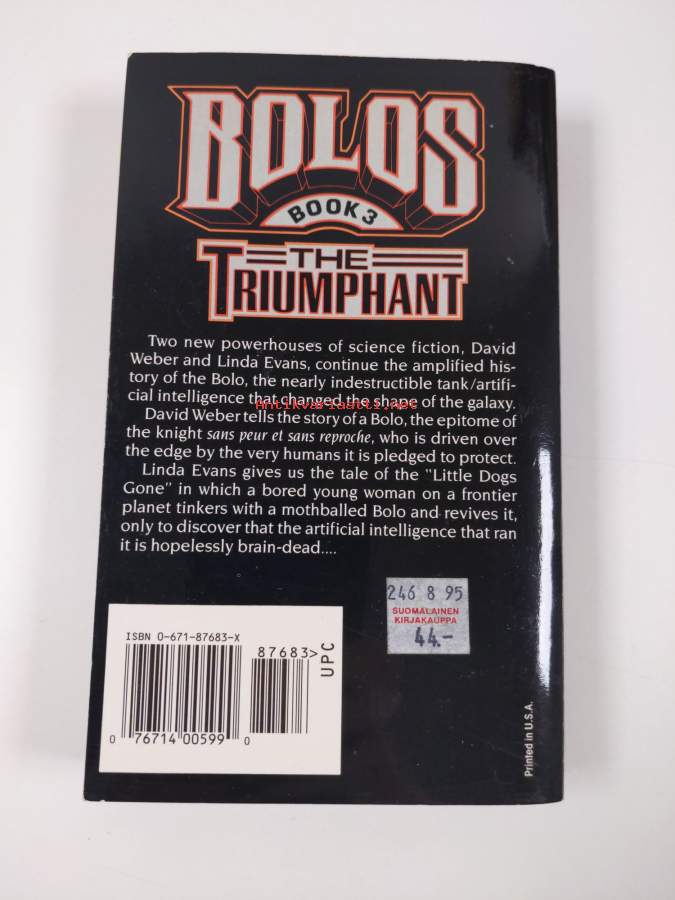 BOLOS
BOOK 3
THE
TRIUMPHANT
Two new powerhouses of science fiction, David
Weber and Linda Evans, continue the amplified his-
tory of the Bolo, the nearly indestructible tank/artifi-
cial intelligence that changed the shape of the galaxy.
Antikvariaatti.net
David Weber tells the story of a Bolo, the epitome of
the knight sans peur et sans reproche, who is driven over
the edge by the very humans it is pledged to protect.
Linda Evans gives us the tale of the "Little Dogs
Gone" in which a bored young woman on a frontier
planet tinkers with a mothballed Bolo and revives it,
only to discover that the artificial intelligence that ran
it is hopelessly brain-dead....
246 8 95
SUOMALAINEN
KIRJAKAUPPA
44.-
ISBN 0-671-87683-X
87683>
UPC
0 76714 00599 0
Printed in U.S.A.